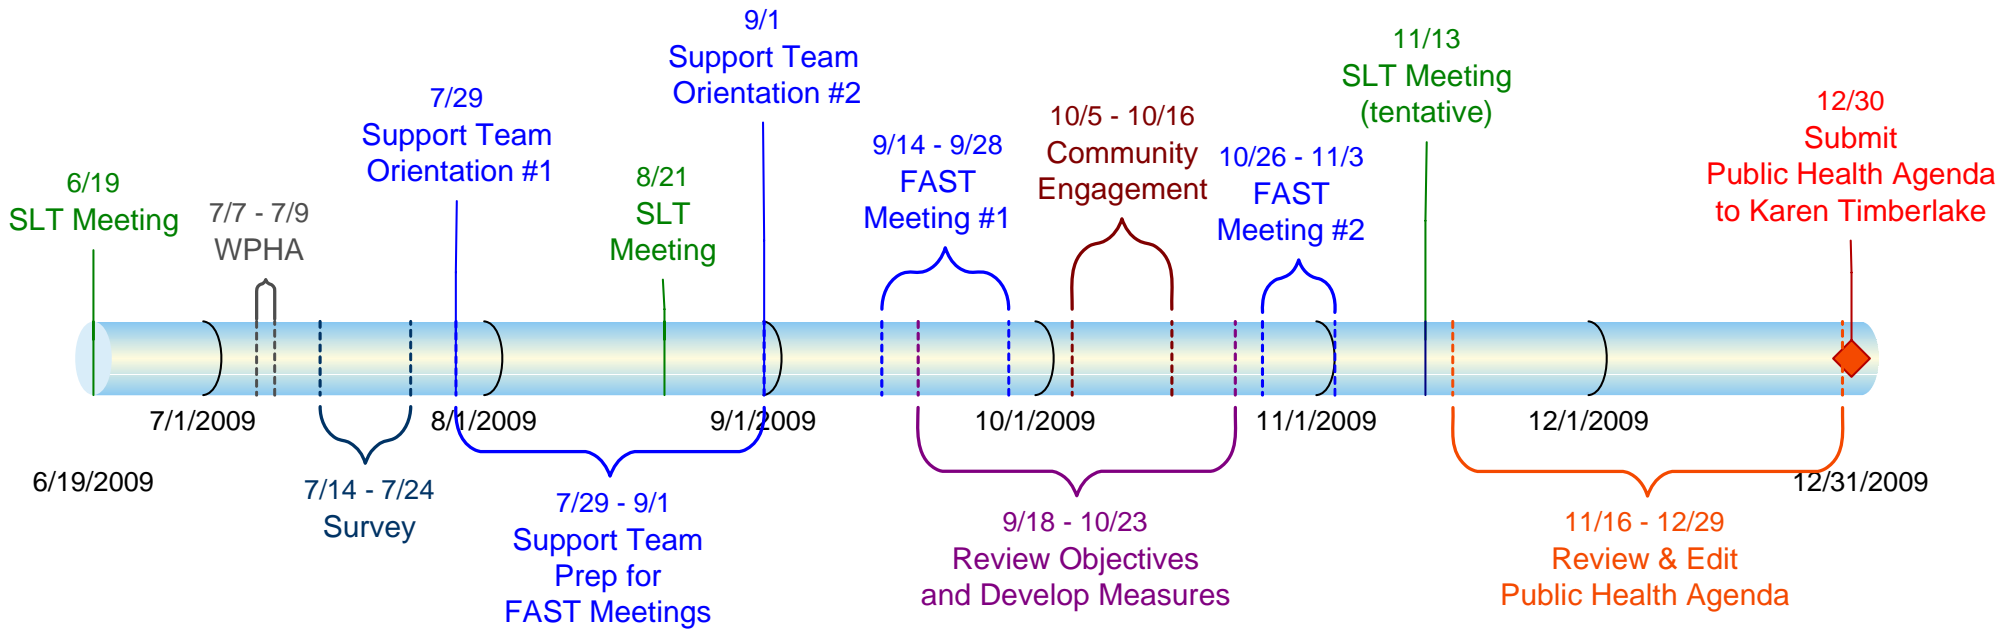 6/19
SLT Meeting
7/7 - 7/9
WPHA
7/29
Support Team
Orientation #1
8/21
SLT
Meeting
9/1
Support Team
Orientation #2
9/14 - 9/28
FAST
Meeting #1
10/5 - 10/16
Community
Engagement
10/26 - 11/3
FAST
Meeting #2
11/13
SLT Meeting
(tentative)
12/30
Submit
Public Health Agenda
to Karen Timberlake
7/1/2009
8/1/2009
9/1/2009
10/1/2009
11/1/2009
12/1/2009
6/19/2009
12/31/2009
7/14 - 7/24
Survey
7/29 - 9/1
Support Team
Prep for
FAST Meetings
9/18 - 10/23
Review Objectives
and Develop Measures
11/16 - 12/29
Review & Edit
Public Health Agenda